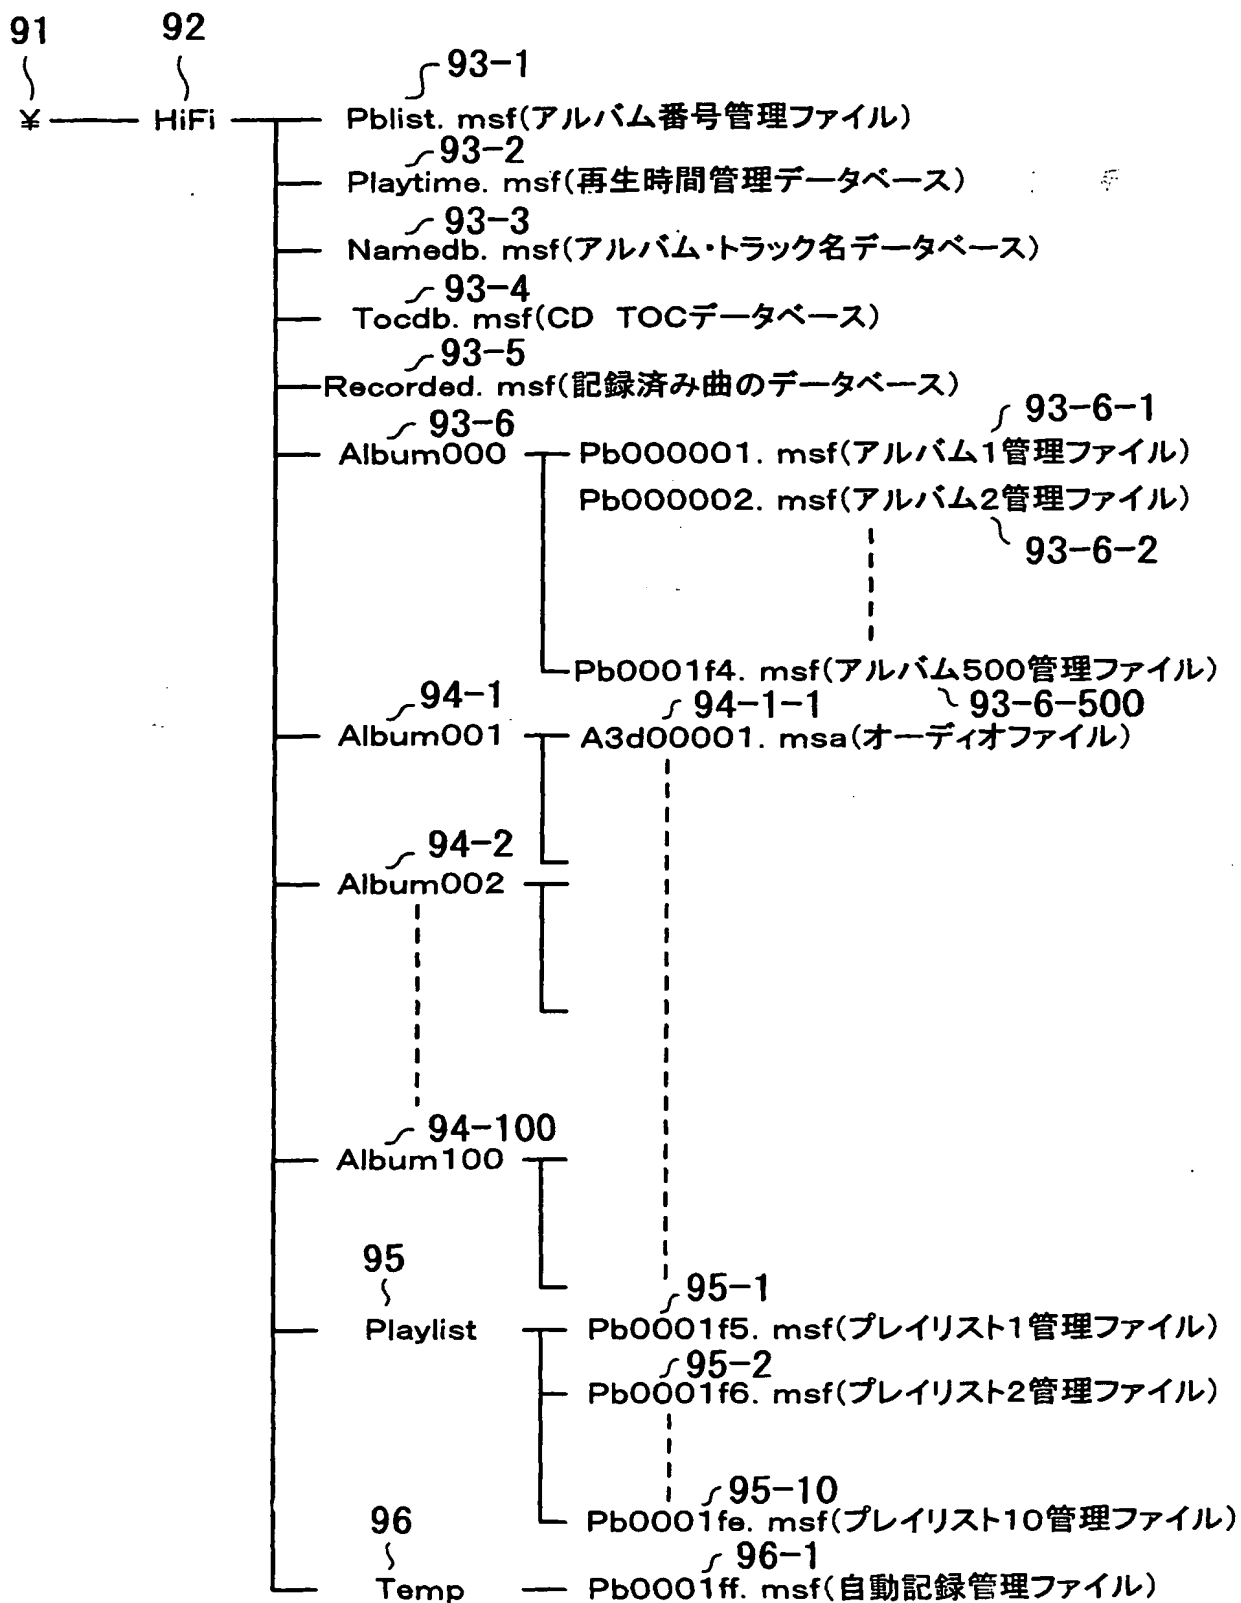 91
92
93-1
¥
HiFi
Pblist. msf(アルバム番号管理ファイル)
93-2
Playtime. msf(再生時間管理データベース)
93-3
Namedb. msf(アルバム・トラック名データベース)
93-4
Tocdb. msf(CD TOCデータベース)
93-5
Recorded. msf(記録済み曲のデータベース)
93-6
93-6-1
Album000
Pb000001. msf(アルバム1管理ファイル)
Pb000002. msf(アルバム2管理ファイル)
93-6-2
Pb0001f4. msf(アルバム500管理ファイル)
93-6-500
94-1
94-1-1
Album001
A3d00001. msa(オーディオファイル)
94-2
Album002
94-100
Album100
95
95-1
Playlist
Pb0001f5. msf(プレイリスト1管理ファイル)
95-2
Pb0001f6. msf(プレイリスト2管理ファイル)
95-10
Pb0001fe. msf(プレイリスト10管理ファイル)
96
96-1
Temp
Pb0001ff. msf(自動記録管理ファイル)